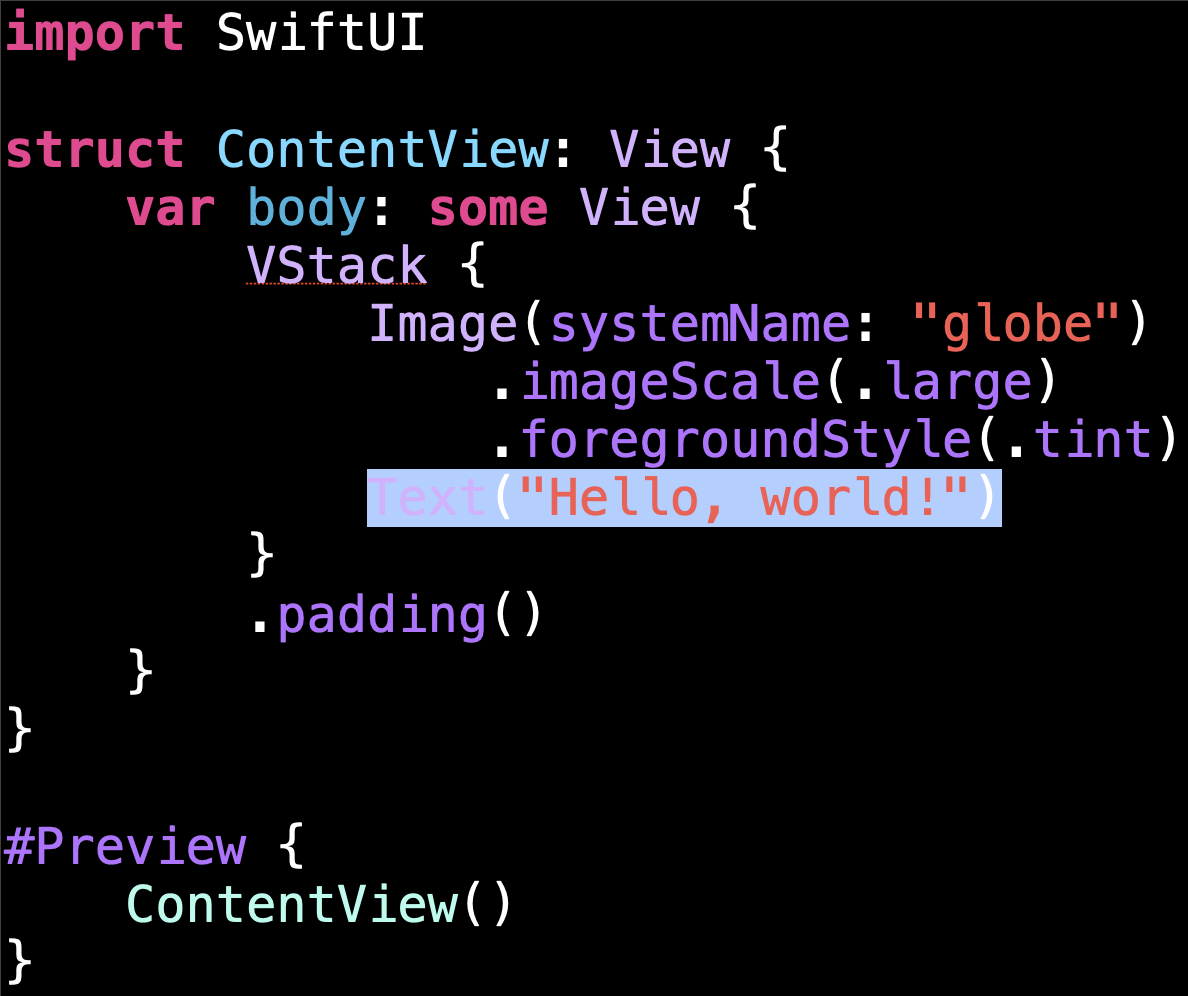 import SwiftUI
struct ContentView: View {
    var body: some View {
        VStack {
            Image(systemName: "globe")
                .imageScale(.large)
                .foregroundStyle(.tint)
            Text("Hello, world!")
        }
        .padding()
    }
}
#Preview {
    ContentView()
}